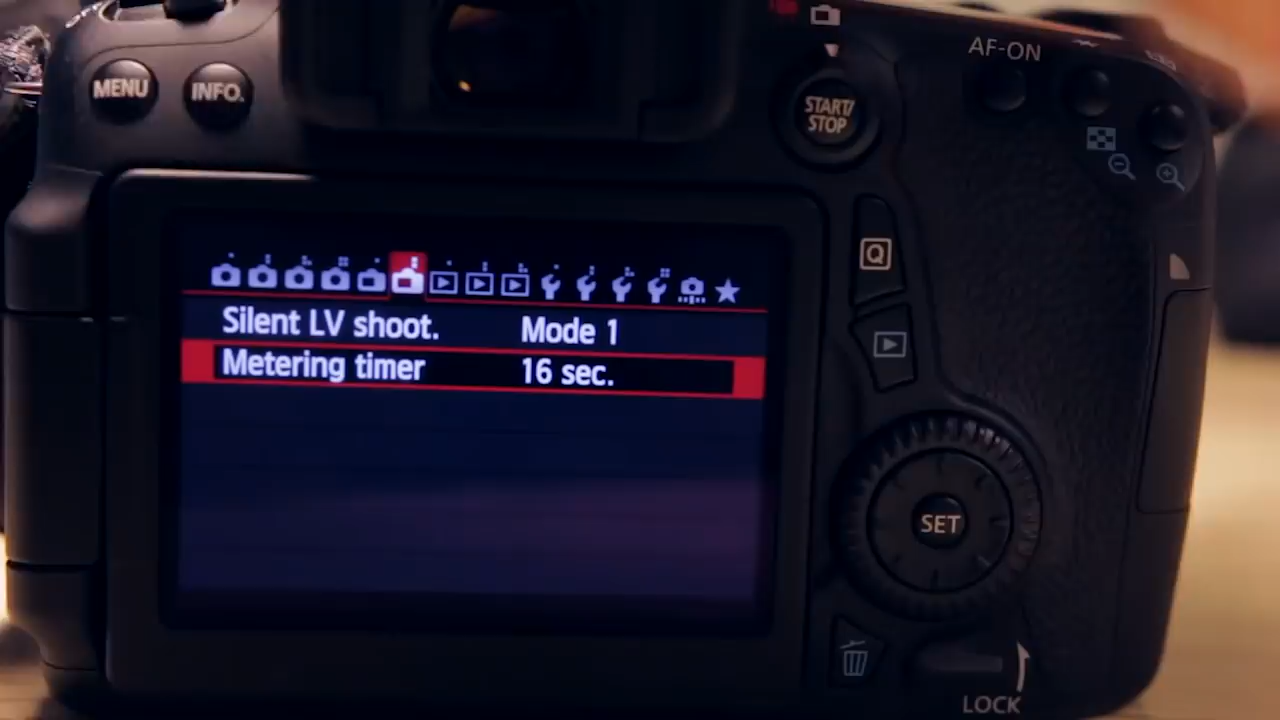 MENU
INFO.
START/
STOP
AF-ON
Q
Silent LV shoot. Mode 1
Metering timer 16 sec.
SET
LOCK